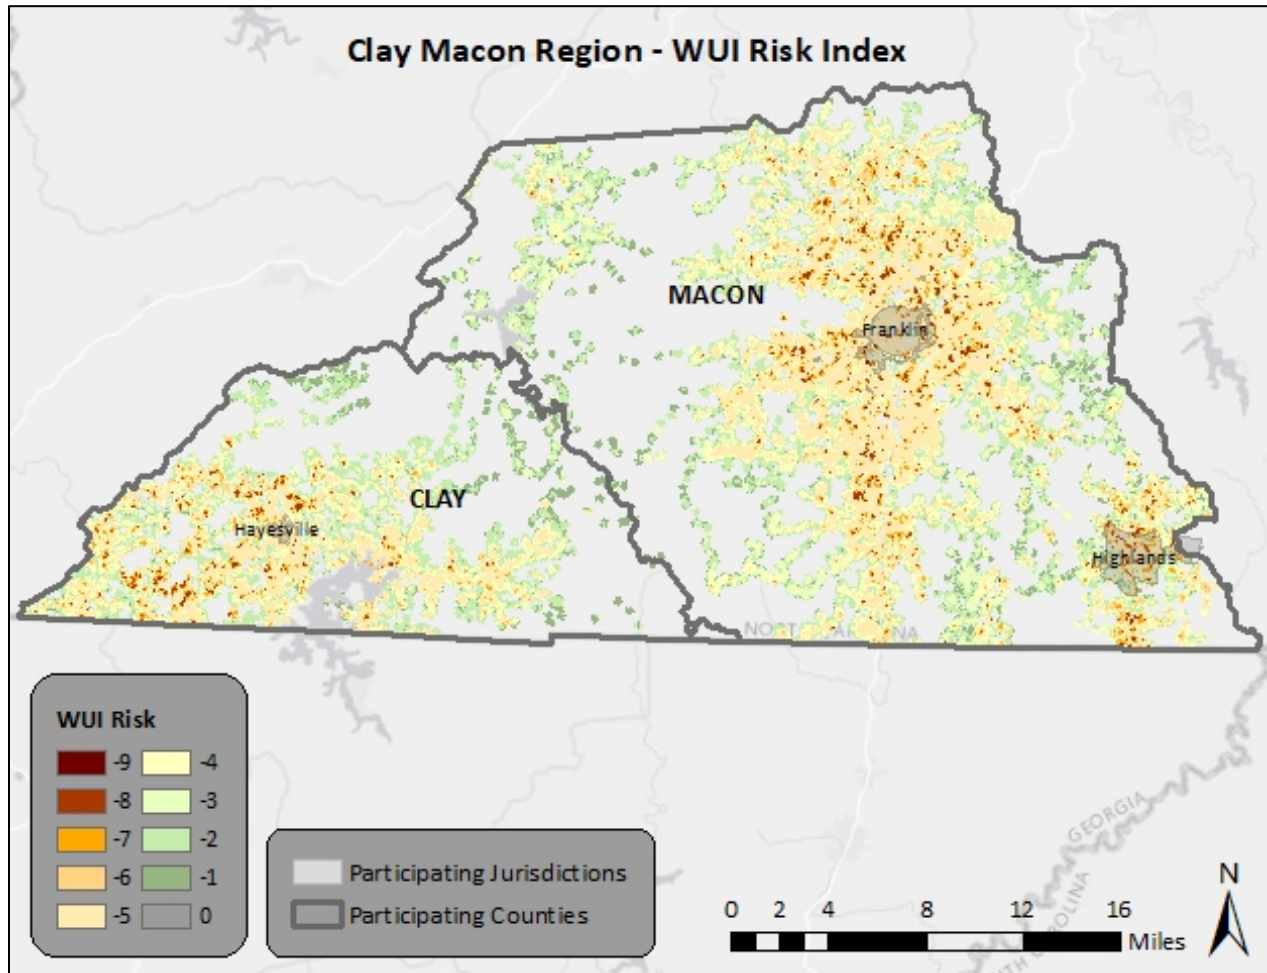 Clay Macon Region - WUI Risk Index
MACON
Franklin
CLAY
Hayesville
Highlands
WUI Risk
-9 -4
-8 -3
-7 -2
-6 -1
-5 0
Participating Jurisdictions
Participating Counties
GEORGIA
0 2 4 8 12 16
Miles
N